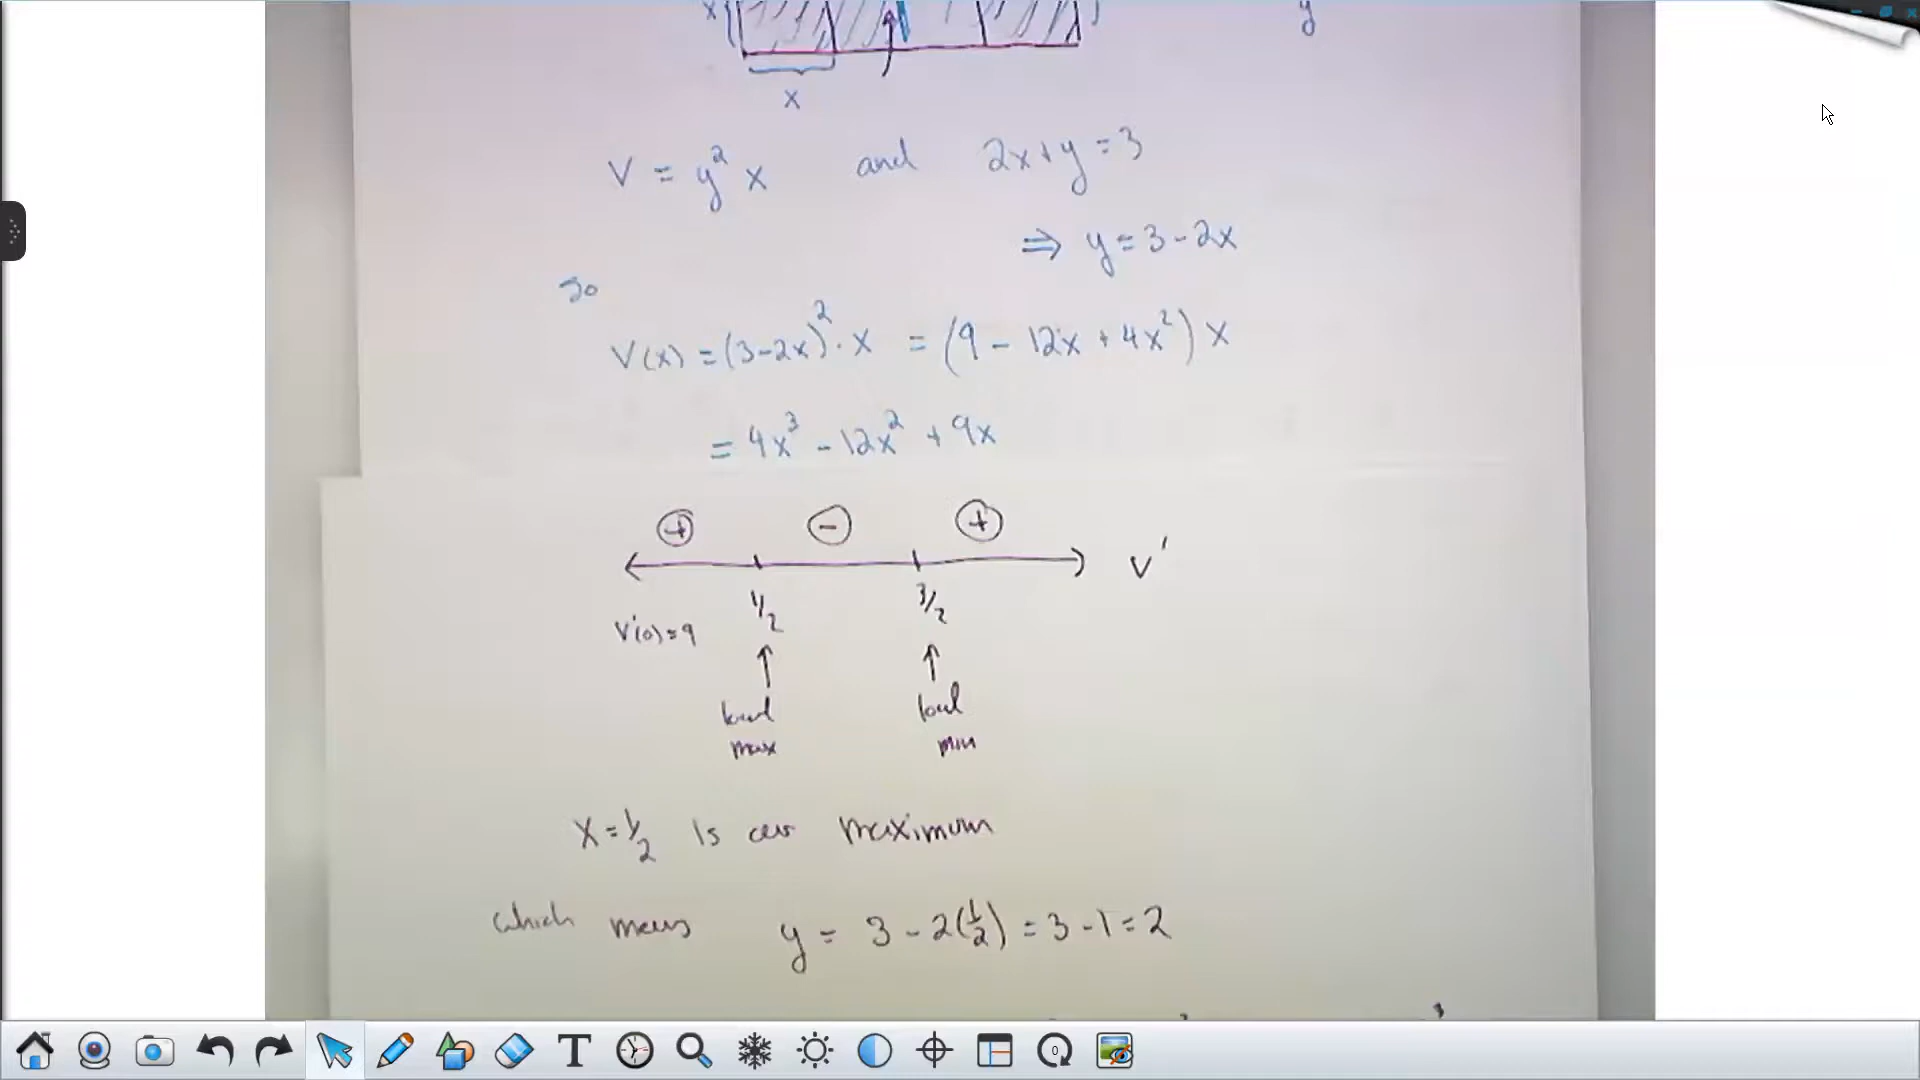 x y
x
V = y² x and 2x+y=3
⇒ y=3-2x
so
V(x) = (3-2x)² · x = (9 - 12x + 4x²) x
= 4x³ - 12x² + 9x
+ - +
V'
1/2 3/2
V'(0)=9
↑ ↑
local local
max min
x=1/2 is our maximum
which means y = 3 - 2(1/2) = 3 - 1 = 2
T
0